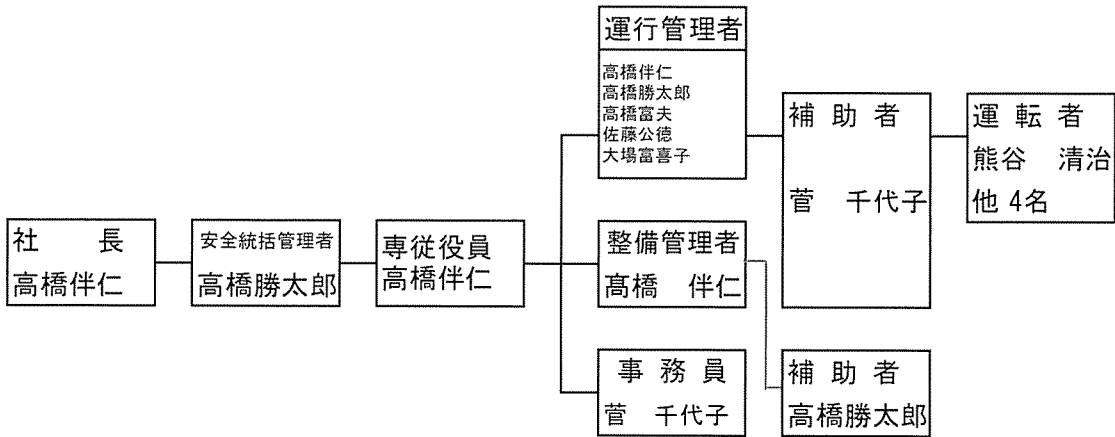 社　　長
高橋伴仁
安全統括管理者
高橋勝太郎
専従役員
高橋伴仁
運行管理者
高橋伴仁
高橋勝太郎
高橋富夫
佐藤公徳
大場富喜子
補 助 者
菅　千代子
運 転 者
熊谷　清治
他 4名
整備管理者
髙橋　伴仁
補 助 者
高橋勝太郎
事 務 員
菅　千代子